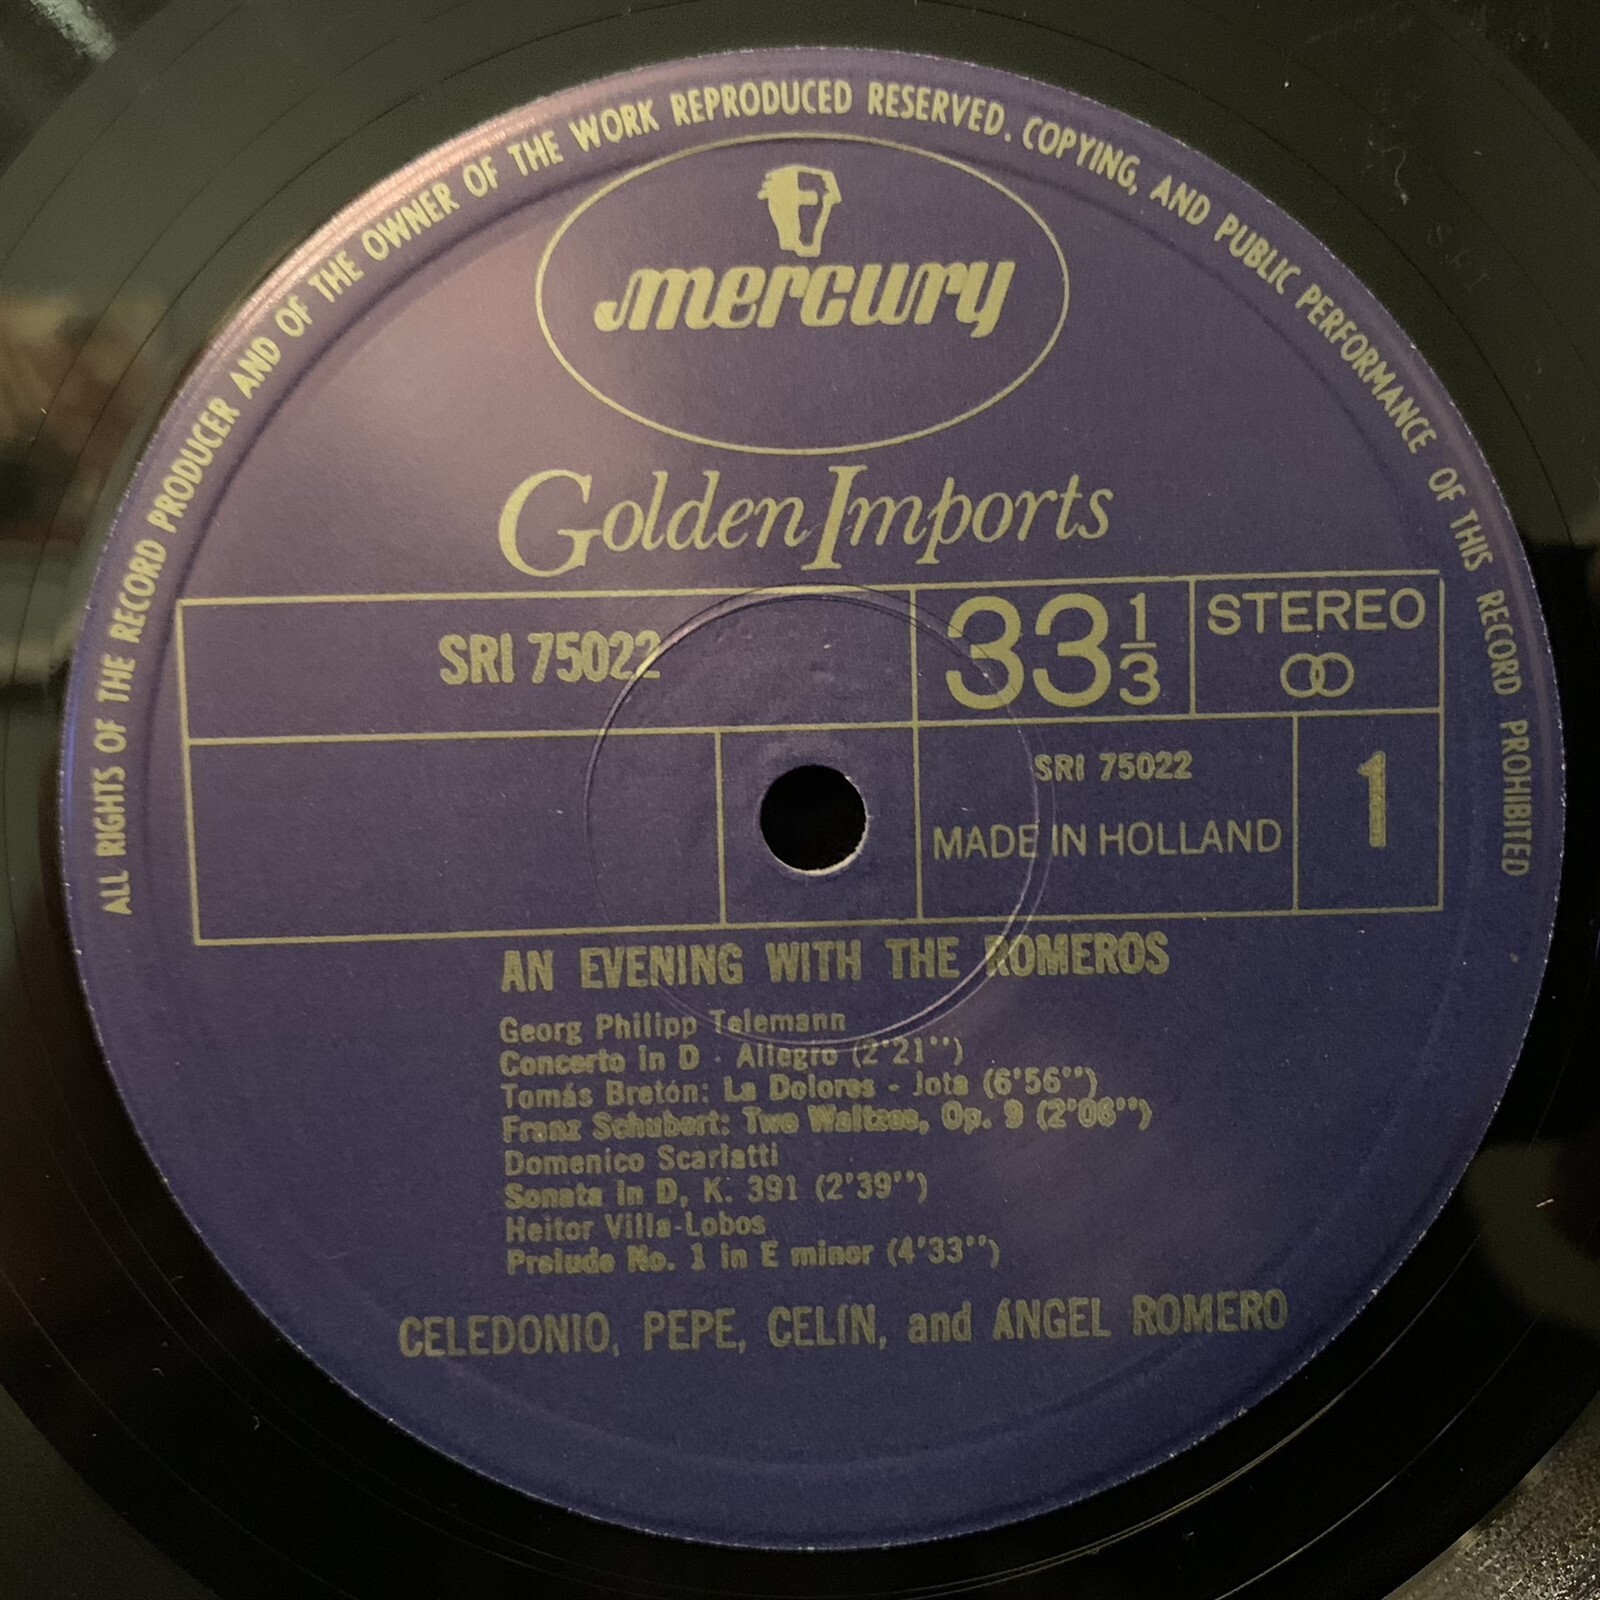 ALL RIGHTS OF THE RECORD PRODUCER AND OF THE OWNER OF THE WORK REPRODUCED RESERVED. COPYING, AND PUBLIC PERFORMANCE OF THIS RECORD PROHIBITED
mercury
Golden Imports
SRI 75022
33 1/3
STEREO
SRI 75022
MADE IN HOLLAND
1
AN EVENING WITH THE ROMEROS
Georg Philipp Telemann
Concerto in D - Allegro (2'21'')
Tomás Bretón: La Dolores - Jota (6'56'')
Franz Schubert: Two Waltzes, Op. 9 (2'06'')
Domenico Scarlatti
Sonata in D, K. 391 (2'39'')
Heitor Villa-Lobos
Prelude No. 1 in E minor (4'33'')
CELEDONIO, PEPE, CELÍN, and ÁNGEL ROMERO